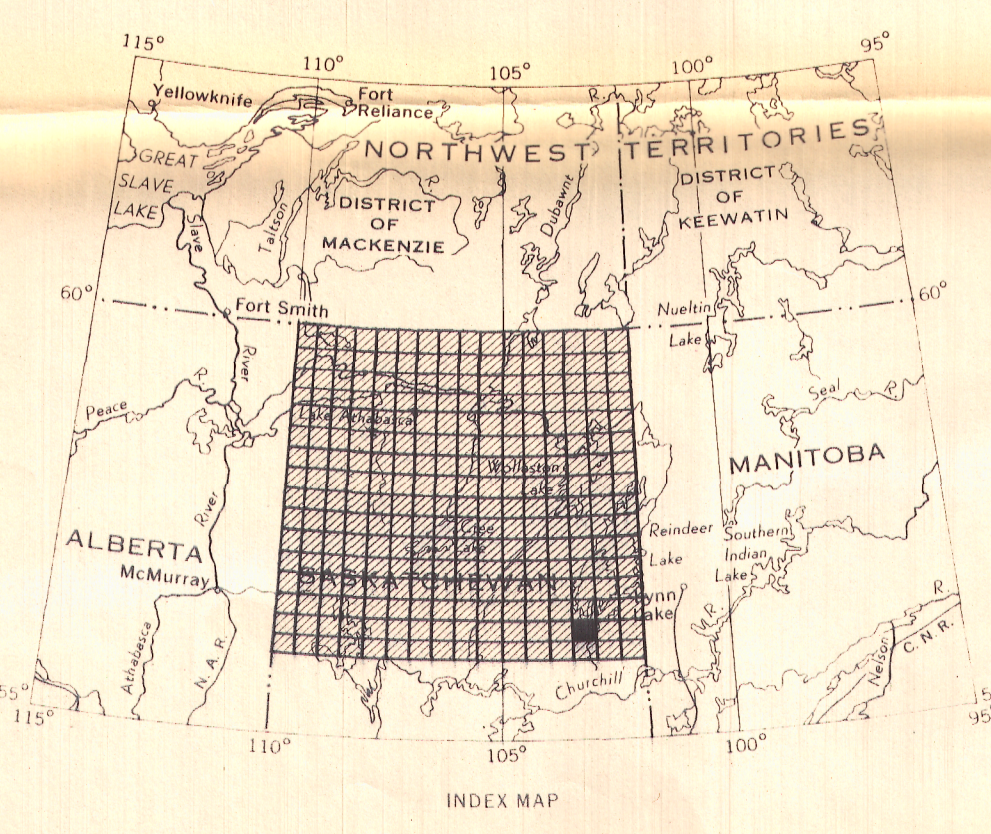 115°
110°
105°
100°
95°
Yellowknife
Fort
Reliance
R.
GREAT
SLAVE
LAKE
NORTHWEST TERRITORIES
R.
DISTRICT
OF
MACKENZIE
DISTRICT
OF
KEEWATIN
Slave
Taltson
Dubawnt
60°
Fort Smith
Nueltin
Lake
60°
River
R.
Peace
Lake Athabasca
Seal
R.
Wollaston
Lake
MANITOBA
River
Cree
Lake
Reindeer
Lake
Southern
Indian
Lake
ALBERTA
McMurray
SASKATCHEWAN
Lynn
Lake
R.
R.
Athabasca
N. A. R.
Churchill
Nelson
C. N. R.
55°
115°
110°
105°
100°
5
95
INDEX MAP